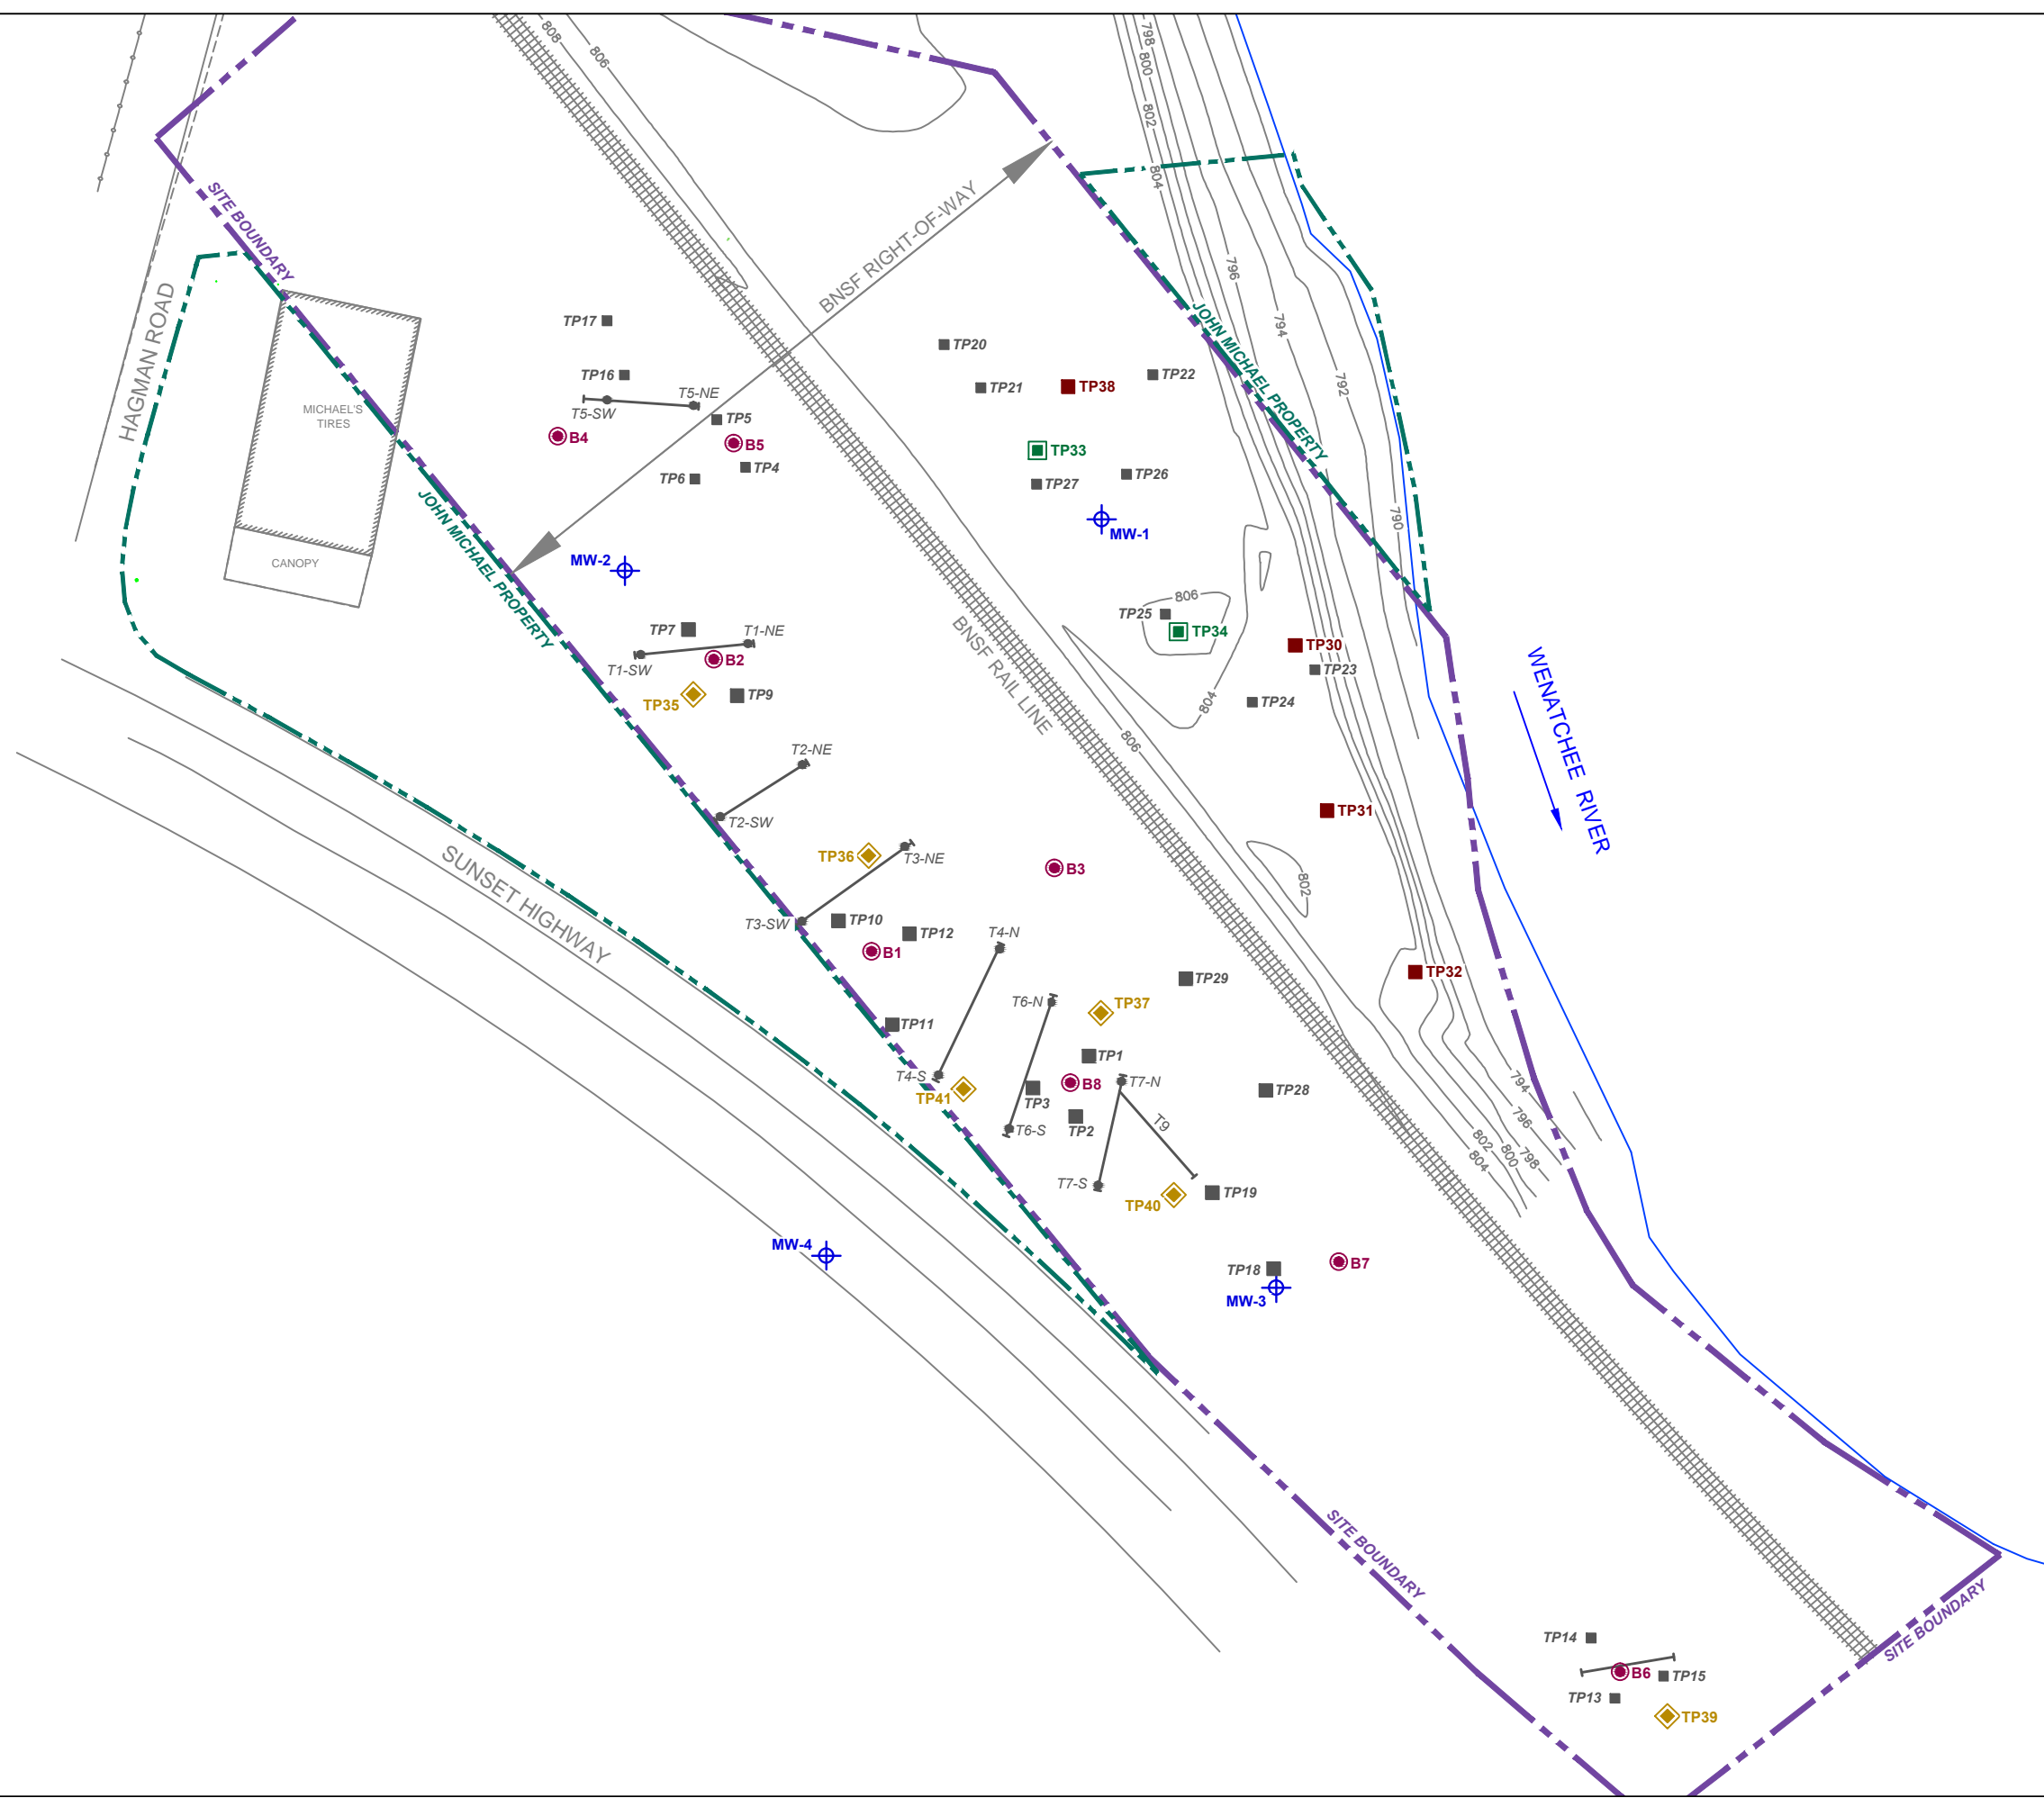 808
806
798
800
802
804
SITE BOUNDARY
BNSF RIGHT-OF-WAY
796
794
792
790
HAGMAN ROAD
JOHN MICHAEL PROPERTY
TP17
TP20
TP16
TP21
TP38
TP22
T5-NE
T5-SW
MICHAEL'S
TIRES
TP5
B4
B5
TP33
TP4
TP6
TP27
TP26
JOHN MICHAEL PROPERTY
MW-1
CANOPY
MW-2
806
TP25
TP34
TP7
T1-NE
T1-SW
B2
TP30
TP23
BNSF RAIL LINE
WENATCHEE RIVER
TP35
TP9
TP24
804
806
T2-NE
T2-SW
TP31
TP36
T3-NE
B3
802
SUNSET HIGHWAY
T3-SW
TP10
TP12
T4-N
B1
TP32
TP29
T6-N
TP37
TP11
TP1
T4-S
B8
T7-N
TP41
TP3
TP28
794
796
T9
TP2
T6-S
802
800
798
804
T7-S
TP40
TP19
MW-4
TP18
B7
MW-3
SITE BOUNDARY
SITE BOUNDARY
TP14
B6
TP15
TP13
TP39